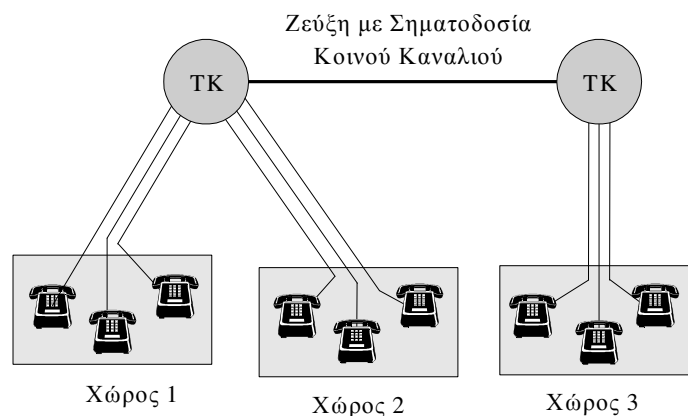 Ζεύξη με Σηματοδοσία
Κοινού Καναλιού
ΤΚ
ΤΚ
Χώρος 1
Χώρος 2
Χώρος 3